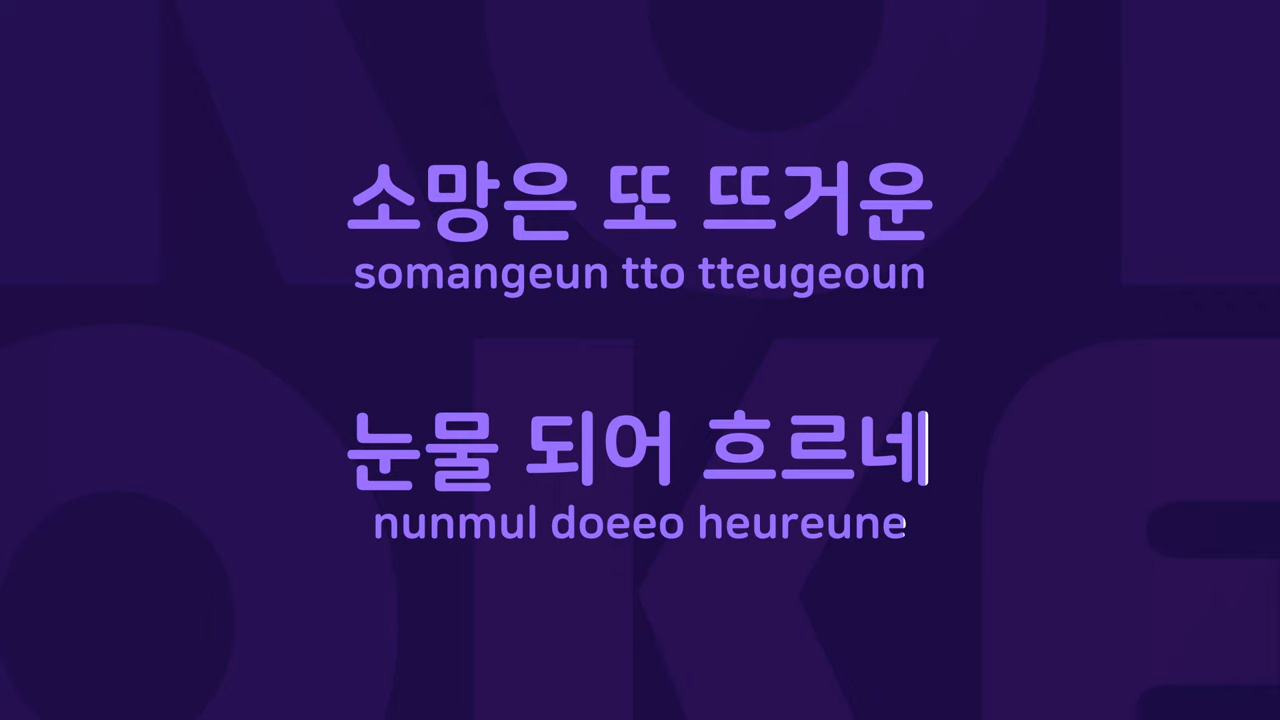 소망은 또 뜨거운
somangeun tto tteugeoun
눈물 되어 흐르네
nunmul doeeo heureune